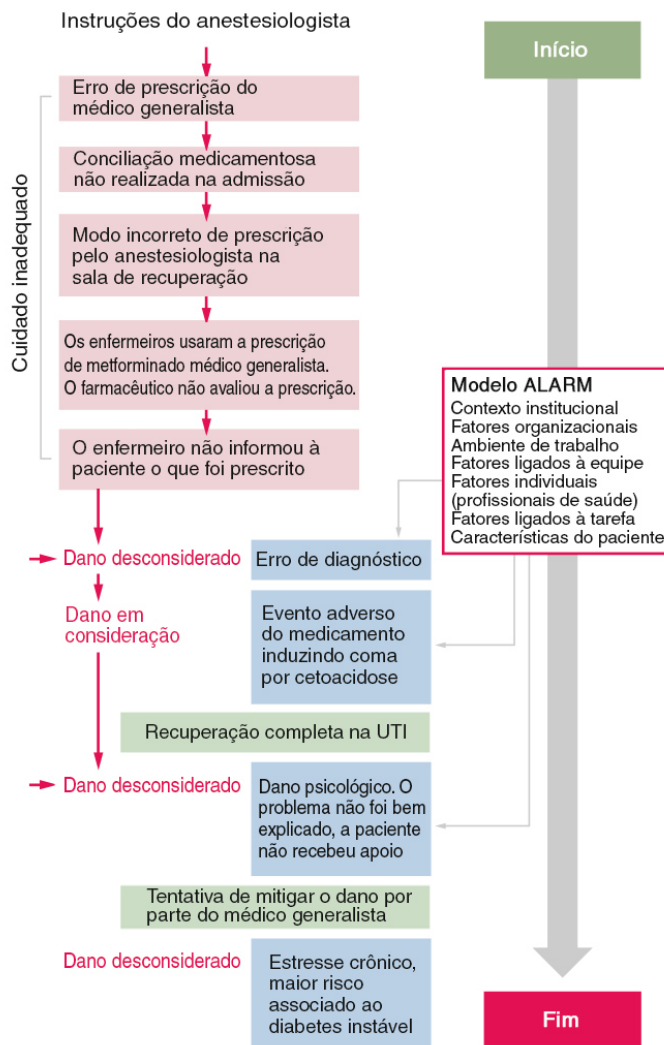 Instruções do anestesiologista
Início
Erro de prescrição do
médico generalista
Cuidado inadequado
Conciliação medicamentosa
não realizada na admissão
Modo incorreto de prescrição
pelo anestesiologista na
sala de recuperação
Os enfermeiros usaram a prescrição
de metforminado médico generalista.
O farmacêutico não avaliou a prescrição.
O enfermeiro não informou à
paciente o que foi prescrito
Modelo ALARM
Contexto institucional
Fatores organizacionais
Ambiente de trabalho
Fatores ligados à equipe
Fatores individuais
(profissionais de saúde)
Fatores ligados à tarefa
Características do paciente
Dano desconsiderado
Erro de diagnóstico
Dano em
consideração
Evento adverso
do medicamento
induzindo coma
por cetoacidose
Recuperação completa na UTI
Dano desconsiderado
Dano psicológico. O
problema não foi bem
explicado, a paciente
não recebeu apoio
Tentativa de mitigar o dano por
parte do médico generalista
Dano desconsiderado
Estresse crônico,
maior risco
associado ao
diabetes instável
Fim